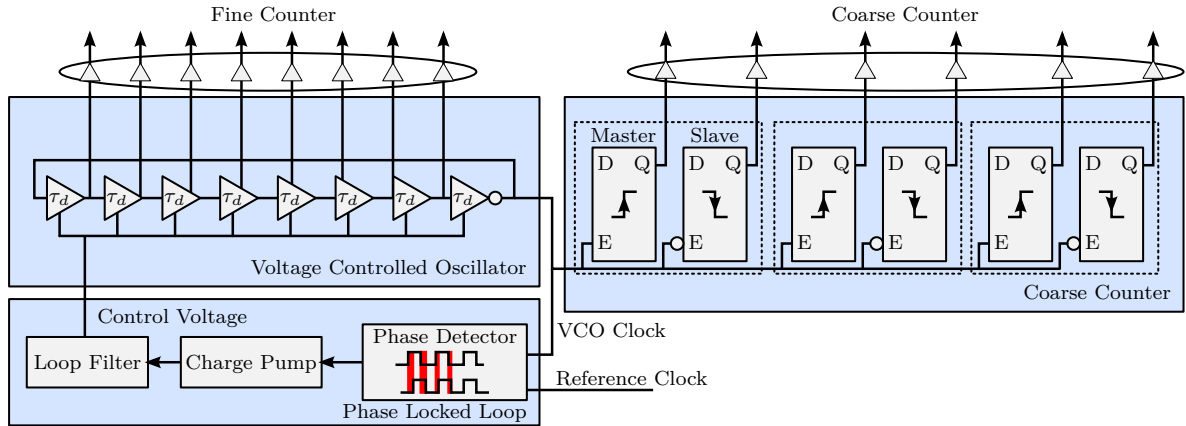 Fine Counter
Coarse Counter
Master Slave
D Q D Q D Q D Q D Q D Q
τd τd τd τd τd τd τd τd
E E E E E E
Voltage Controlled Oscillator
Coarse Counter
Control Voltage
VCO Clock
Phase Detector
Loop Filter
Charge Pump
Reference Clock
Phase Locked Loop